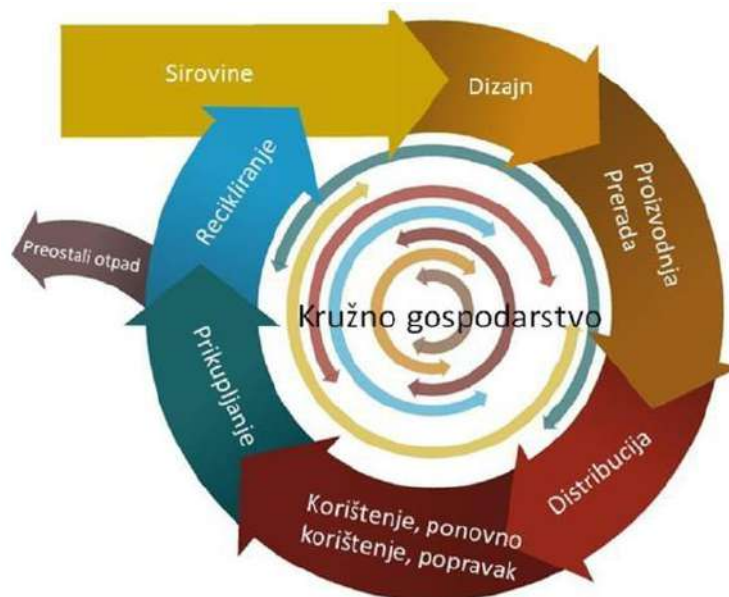 Sirovine
Dizajn
Proizvodnja
Prerada
Distribucija
Korištenje, ponovno
korištenje, popravak
Prikupljanje
Recikliranje
Preostali otpad
Kružno gospodarstvo